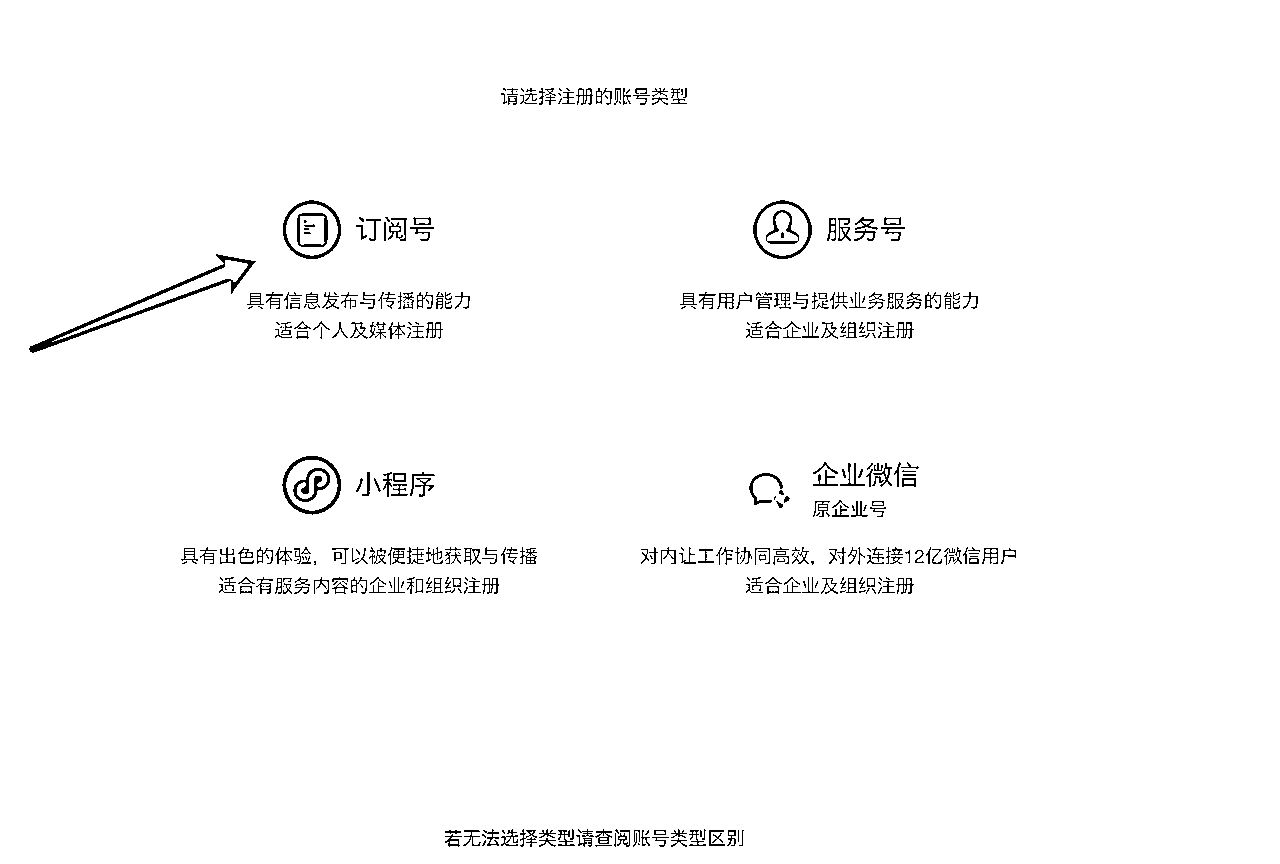 请选择注册的账号类型
订阅号
具有信息发布与传播的能力
适合个人及媒体注册
服务号
具有用户管理与提供业务服务的能力
适合企业及组织注册
小程序
具有出色的体验，可以被便捷地获取与传播
适合有服务内容的企业和组织注册
企业微信
原企业号
对内让工作协同高效，对外连接12亿微信用户
适合企业及组织注册
若无法选择类型请查阅账号类型区别